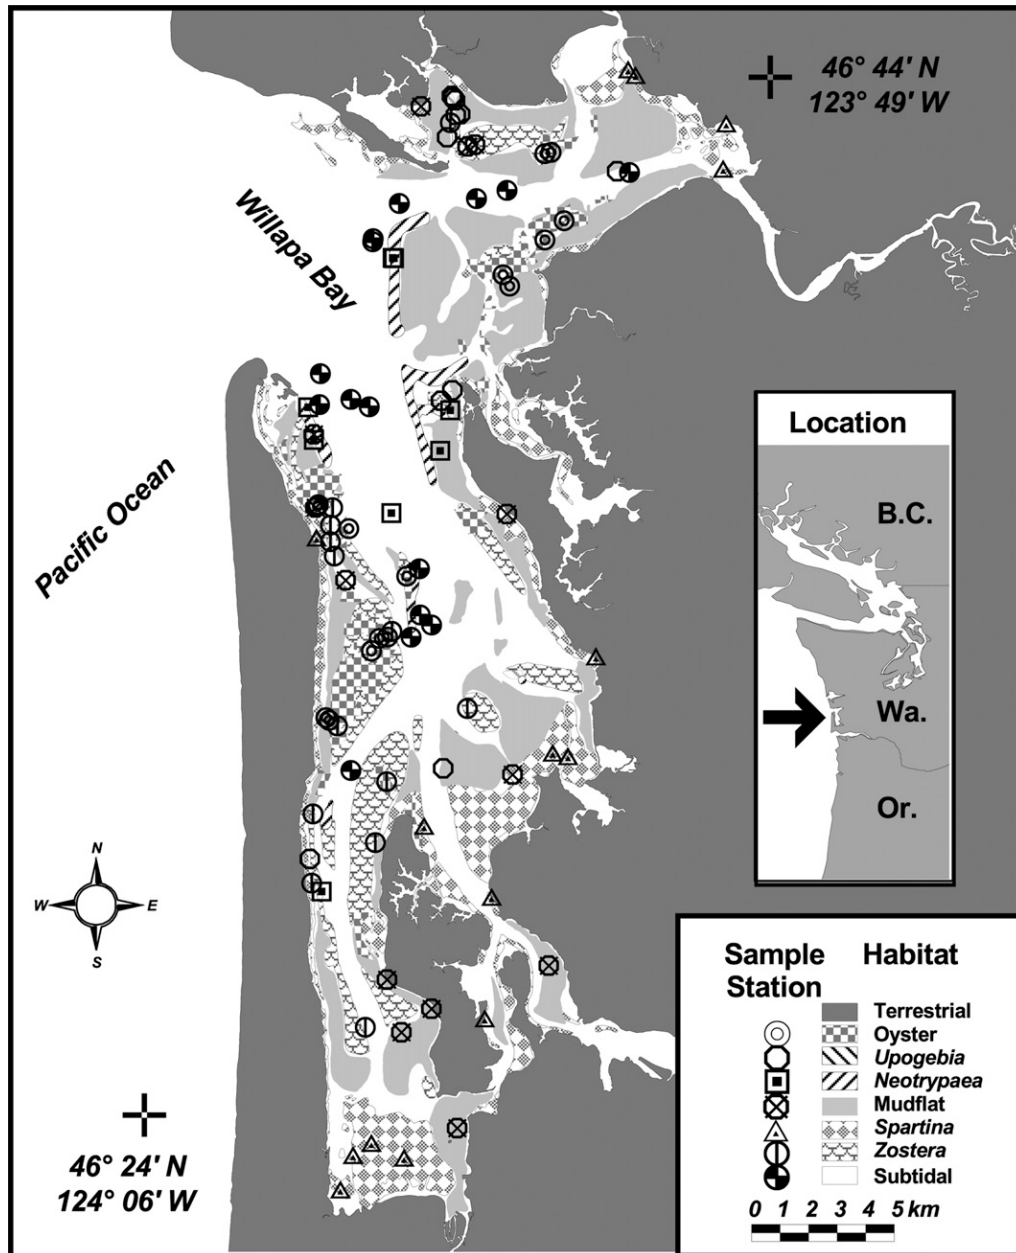 46° 44' N
123° 49' W
Willapa Bay
Pacific Ocean
Location
B.C.
Wa.
Or.
N
W E
S
Sample Station Habitat
Terrestrial
Oyster
Upogebia
Neotrypaea
Mudflat
Spartina
Zostera
Subtidal
0 1 2 3 4 5 km
46° 24' N
124° 06' W